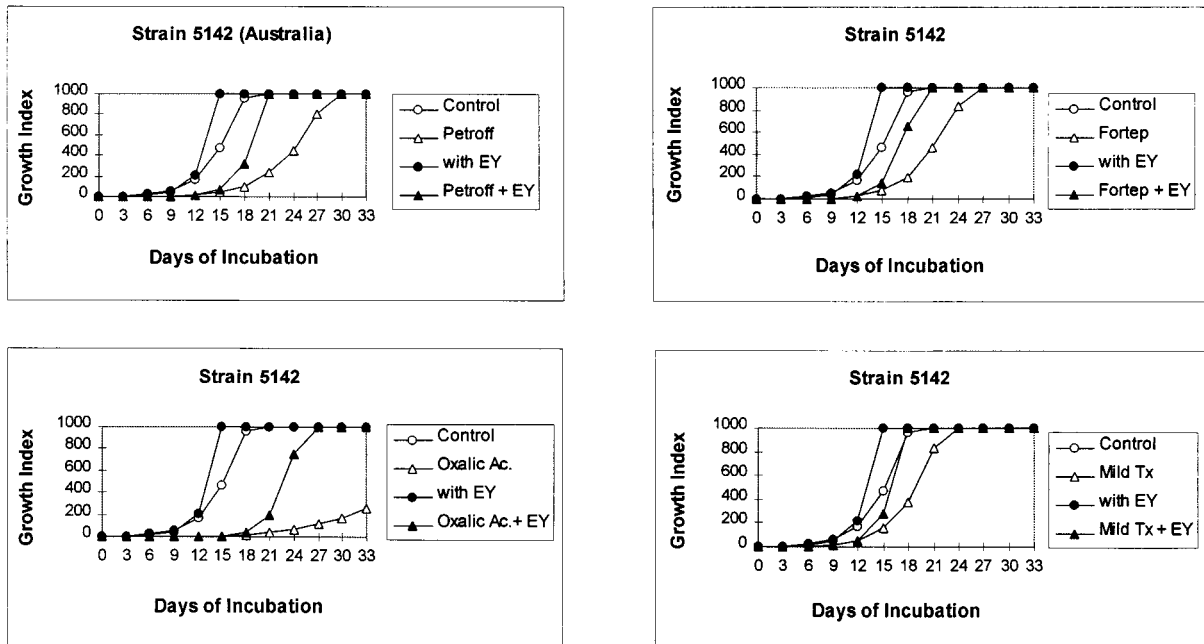 Strain 5142 (Australia)
Growth Index
1000
800
600
400
200
0
0 3 6 9 12 15 18 21 24 27 30 33
Days of Incubation
Control
Petroff
with EY
Petroff + EY
Strain 5142
Growth Index
1000
800
600
400
200
0
0 3 6 9 12 15 18 21 24 27 30 33
Days of Incubation
Control
Fortep
with EY
Fortep + EY
Strain 5142
Growth Index
1000
800
600
400
200
0
0 3 6 9 12 15 18 21 24 27 30 33
Days of Incubation
Control
Oxalic Ac.
with EY
Oxalic Ac.+ EY
Strain 5142
Growth Index
1000
800
600
400
200
0
0 3 6 9 12 15 18 21 24 27 30 33
Days of Incubation
Control
Mild Tx
with EY
Mild Tx + EY